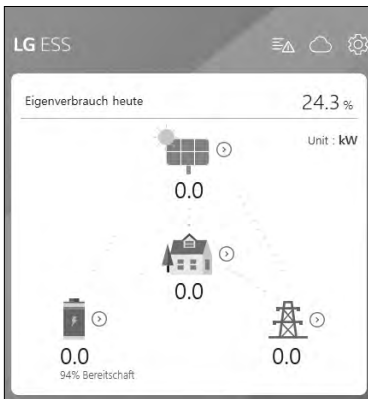 LG ESS
Eigenverbrauch heute 24.3 %
Unit : kW
0.0
0.0
0.0 0.0
94% Bereitschaft